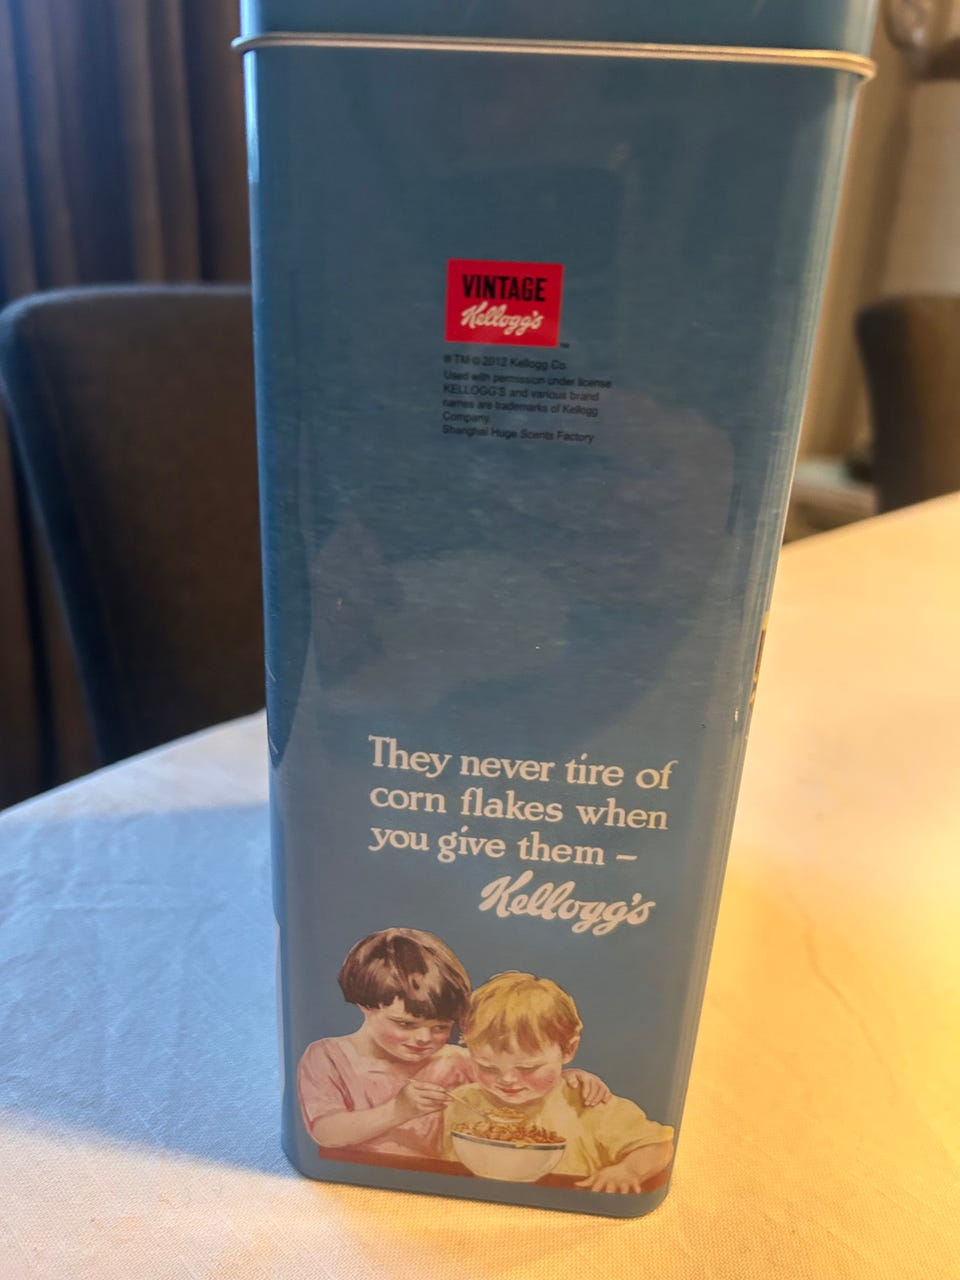 VINTAGE
Kellogg's
™
® TM © 2012 Kellogg Co.
Used with permission under license
KELLOGG'S and various brand
names are trademarks of Kellogg
Company.
Shanghai Huge Scents Factory
They never tire of
corn flakes when
you give them –
Kellogg's